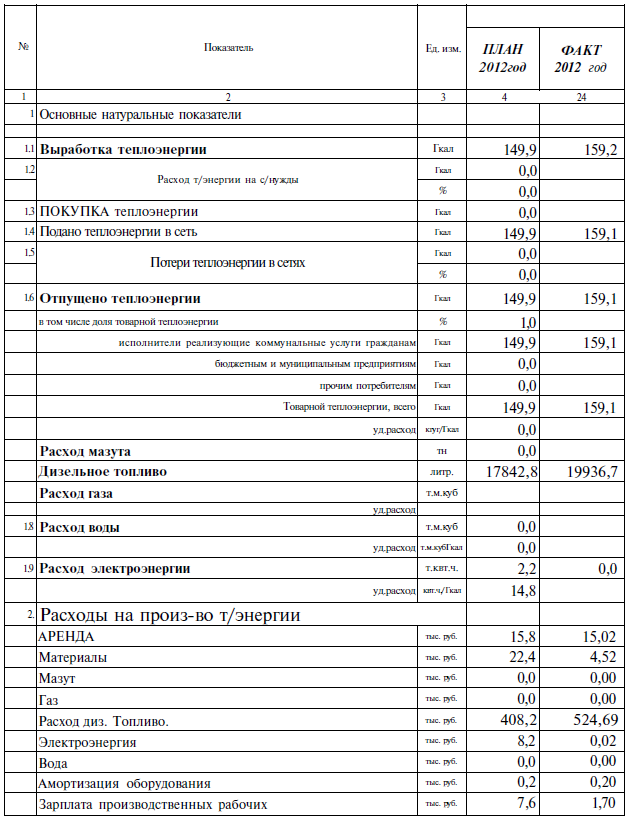 № Показатель Ед. изм. ПЛАН 2012год ФАКТ 2012 год
1 2 3 4 24
1 Основные натуральные показатели
1.1 Выработка теплоэнергии Гкал 149,9 159,2
1.2 Расход т/энергии на с/нужды Гкал 0,0
% 0,0
1.3 ПОКУПКА теплоэнергии Гкал 0,0
1.4 Подано теплоэнергии в сеть Гкал 149,9 159,1
1.5 Потери теплоэнергии в сетях Гкал 0,0
% 0,0
1.6 Отпущено теплоэнергии Гкал 149,9 159,1
в том числе доля товарной теплоэнергии % 1,0
исполнители реализующие коммунальные услуги гражданам Гкал 149,9 159,1
бюджетным и муниципальным предприятиям Гкал 0,0
прочим потребителям Гкал 0,0
Товарной теплоэнергии, всего Гкал 149,9 159,1
уд.расход кгуг/Гкал 0,0
Расход мазута тн 0,0
Дизельное топливо литр. 17842,8 19936,7
Расход газа т.м.куб
уд.расход
1.8 Расход воды т.м.куб 0,0
уд.расход т.м.кубГкал 0,0
1.9 Расход электроэнергии т.квт.ч. 2,2 0,0
уд.расход квт.ч./Гкал 14,8
2. Расходы на произ-во т/энергии
АРЕНДА тыс. руб. 15,8 15,02
Материалы тыс. руб. 22,4 4,52
Мазут тыс. руб. 0,0 0,00
Газ тыс. руб. 0,0 0,00
Расход диз. Топливо. тыс. руб. 408,2 524,69
Электроэнергия тыс. руб. 8,2 0,02
Вода тыс. руб. 0,0 0,00
Амортизация оборудования тыс. руб. 0,2 0,20
Зарплата производственных рабочих тыс. руб. 7,6 1,70